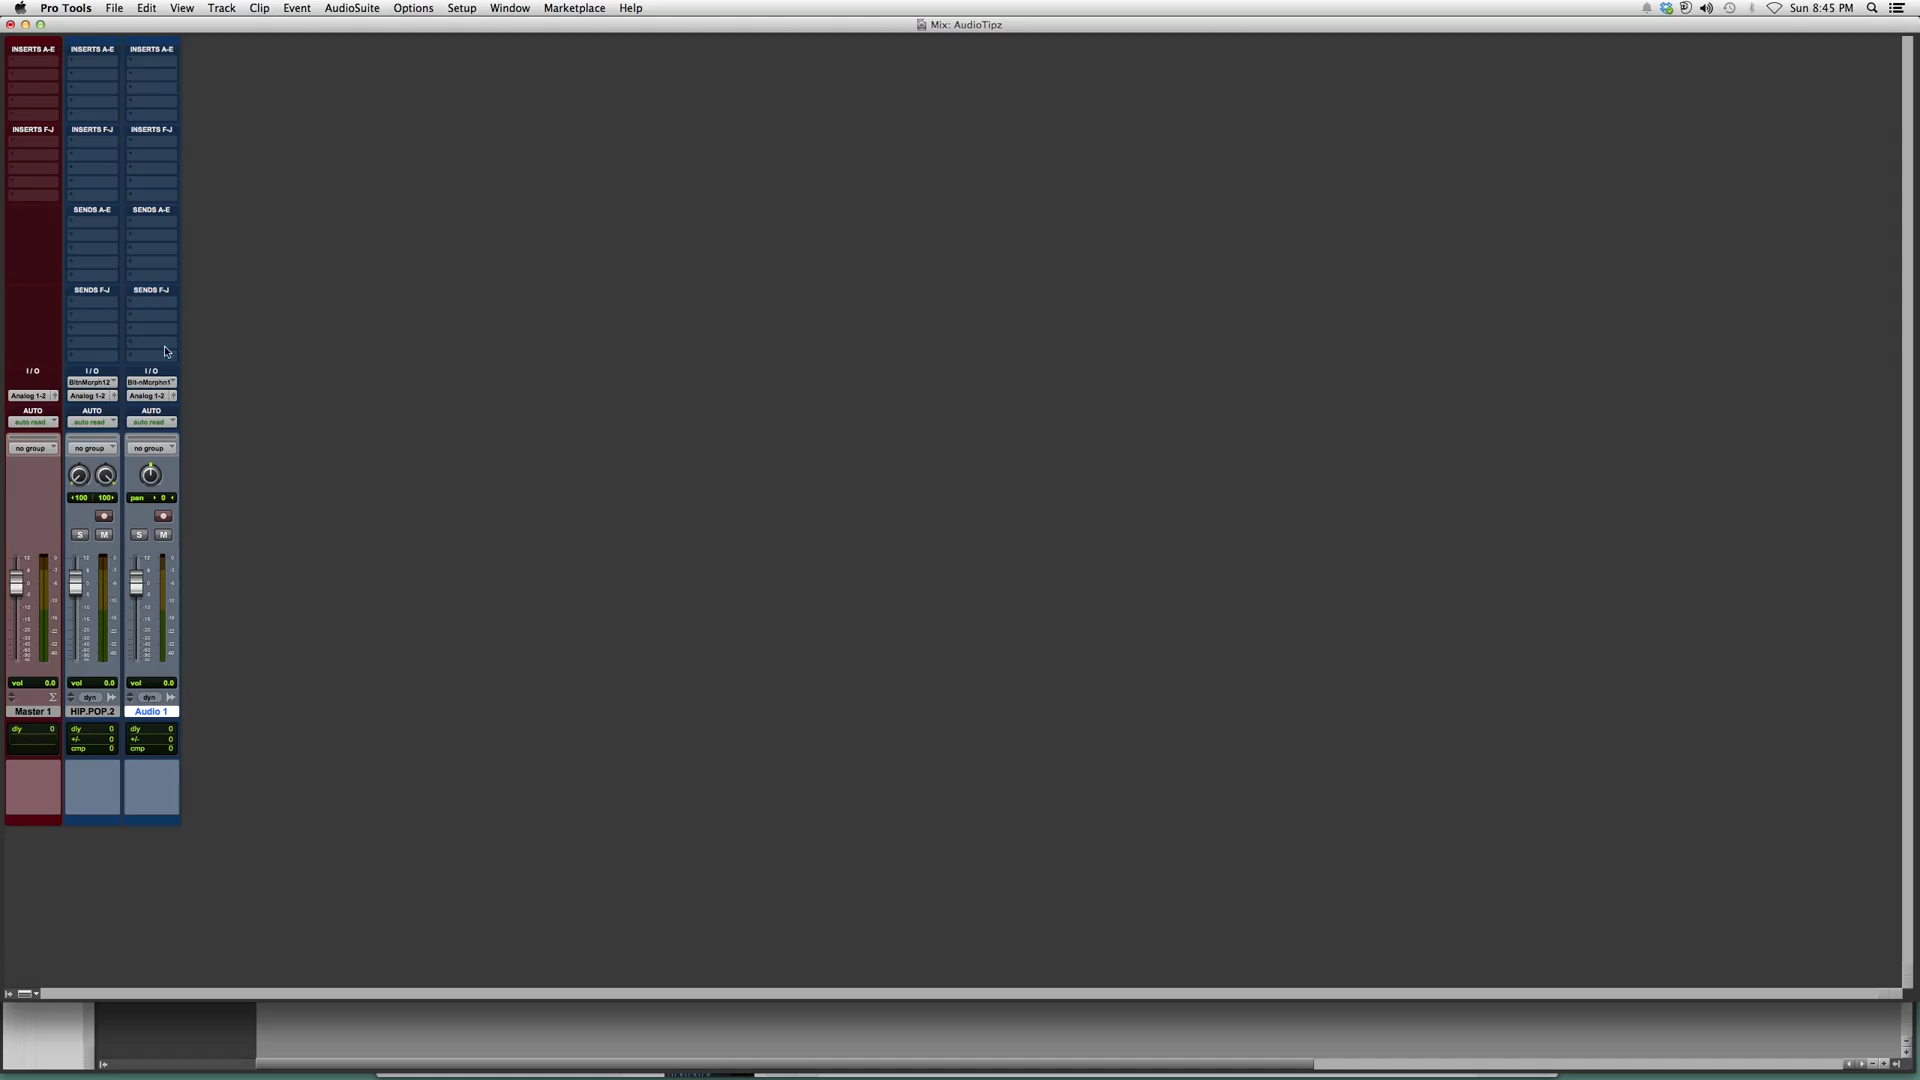 Pro Tools File Edit View Track Clip Event AudioSuite Options Setup Window Marketplace Help Sun 8:45 PM
Mix: AudioTipz
INSERTS A-E INSERTS A-E INSERTS A-E
INSERTS F-J INSERTS F-J INSERTS F-J
SENDS A-E SENDS A-E
SENDS F-J SENDS F-J
I / O I / O I / O
BltnMcrph12 Blt-nMcrphn1
Analog 1-2 Analog 1-2 Analog 1-2
AUTO AUTO AUTO
auto read auto read auto read
no group no group no group
100 100 pan 0
S M S M
vol 0.0 vol 0.0 vol 0.0
dyn dyn
Master 1 HIP.POP.2 Audio 1
dly 0 dly 0 dly 0
+/- 0 +/- 0
cmp 0 cmp 0